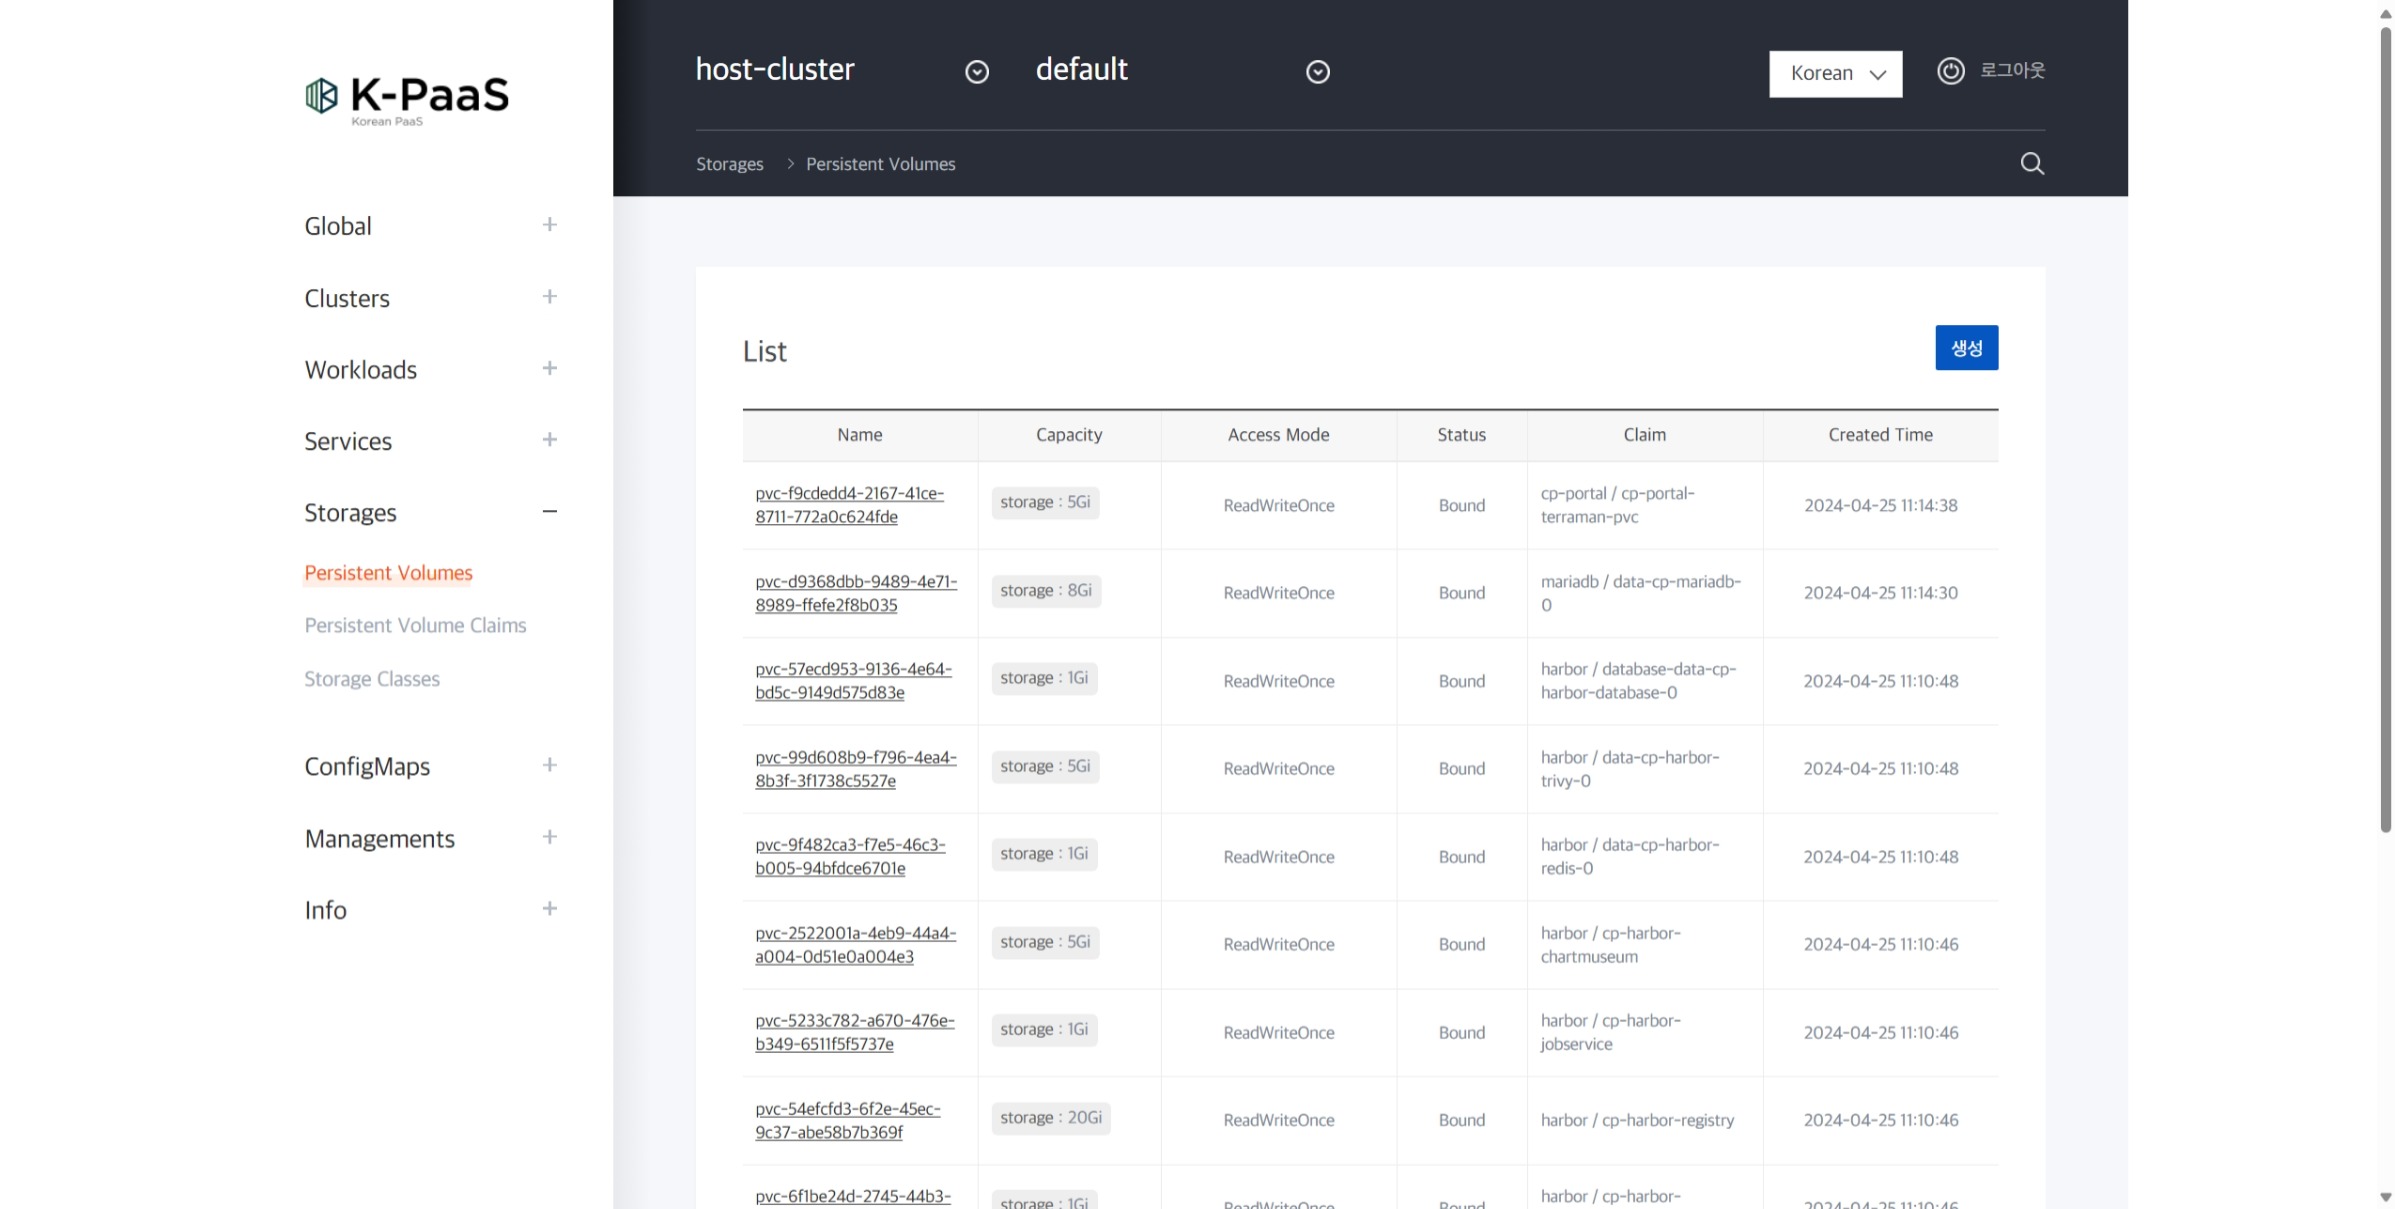 K-PaaS
Korean PaaS
Global
Clusters
Workloads
Services
Storages
Persistent Volumes
Persistent Volume Claims
Storage Classes
ConfigMaps
Managements
Info
host-cluster
default
Korean
로그아웃
Storages > Persistent Volumes
List
생성
Name Capacity Access Mode Status Claim Created Time
pvc-f9cdedd4-2167-41ce-
8711-772a0c624fde
storage : 5Gi
ReadWriteOnce
Bound
cp-portal / cp-portal-
terraman-pvc
2024-04-25 11:14:38
pvc-d9368dbb-9489-4e71-
8989-ffefe2f8b035
storage : 8Gi
ReadWriteOnce
Bound
mariadb / data-cp-mariadb-
0
2024-04-25 11:14:30
pvc-57ecd953-9136-4e64-
bd5c-9149d575d83e
storage : 1Gi
ReadWriteOnce
Bound
harbor / database-data-cp-
harbor-database-0
2024-04-25 11:10:48
pvc-99d608b9-f796-4ea4-
8b3f-3f1738c5527e
storage : 5Gi
ReadWriteOnce
Bound
harbor / data-cp-harbor-
trivy-0
2024-04-25 11:10:48
pvc-9f482ca3-f7e5-46c3-
b005-94bfdce6701e
storage : 1Gi
ReadWriteOnce
Bound
harbor / data-cp-harbor-
redis-0
2024-04-25 11:10:48
pvc-2522001a-4eb9-44a4-
a004-0d51e0a004e3
storage : 5Gi
ReadWriteOnce
Bound
harbor / cp-harbor-
chartmuseum
2024-04-25 11:10:46
pvc-5233c782-a670-476e-
b349-6511f5f5737e
storage : 1Gi
ReadWriteOnce
Bound
harbor / cp-harbor-
jobservice
2024-04-25 11:10:46
pvc-54efcfd3-6f2e-45ec-
9c37-abe58b7b369f
storage : 20Gi
ReadWriteOnce
Bound
harbor / cp-harbor-registry
2024-04-25 11:10:46
pvc-6f1be24d-2745-44b3-
storage : 1Gi
ReadWriteOnce
Bound
harbor / cp-harbor-
2024-04-25 11:10:46